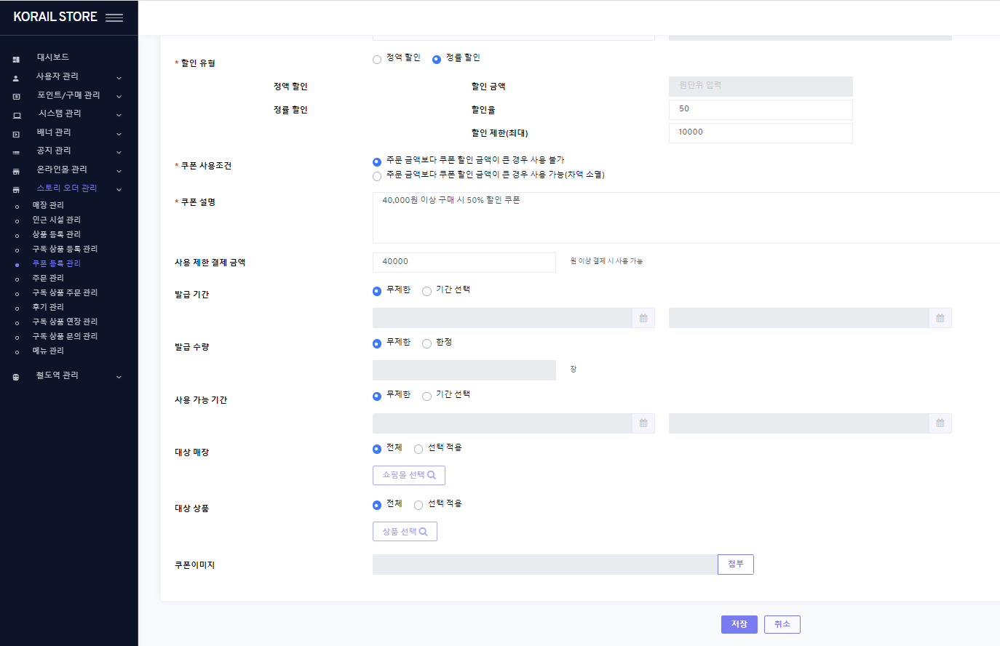 KORAIL STORE
대시보드
사용자 관리
포인트/구매 관리
시스템 관리
배너 관리
공지 관리
온라인몰 관리
스토리 오더 관리
매장 관리
인근 시설 관리
상품 등록 관리
구독 상품 등록 관리
쿠폰 등록 관리
주문 관리
구독 상품 주문 관리
후기 관리
구독 상품 연장 관리
구독 상품 문의 관리
메뉴 관리
철도역 관리
* 할인 유형 정액 할인 정률 할인
정액 할인 할인 금액 원단위 입력
정률 할인 할인율 50
할인 제한(최대) 10000
* 쿠폰 사용조건 주문 금액보다 쿠폰 할인 금액이 큰 경우 사용 불가
주문 금액보다 쿠폰 할인 금액이 큰 경우 사용 가능(차액 소멸)
* 쿠폰 설명 40,000원 이상 구매 시 50% 할인 쿠폰
사용 제한 결제 금액 40000 원 이상 결제 시 사용 가능
발급 기간 무제한 기간 선택
발급 수량 무제한 한정
장
사용 가능 기간 무제한 기간 선택
대상 매장 전체 선택 적용
쇼핑몰 선택
대상 상품 전체 선택 적용
상품 선택
쿠폰이미지 첨부
저장 취소